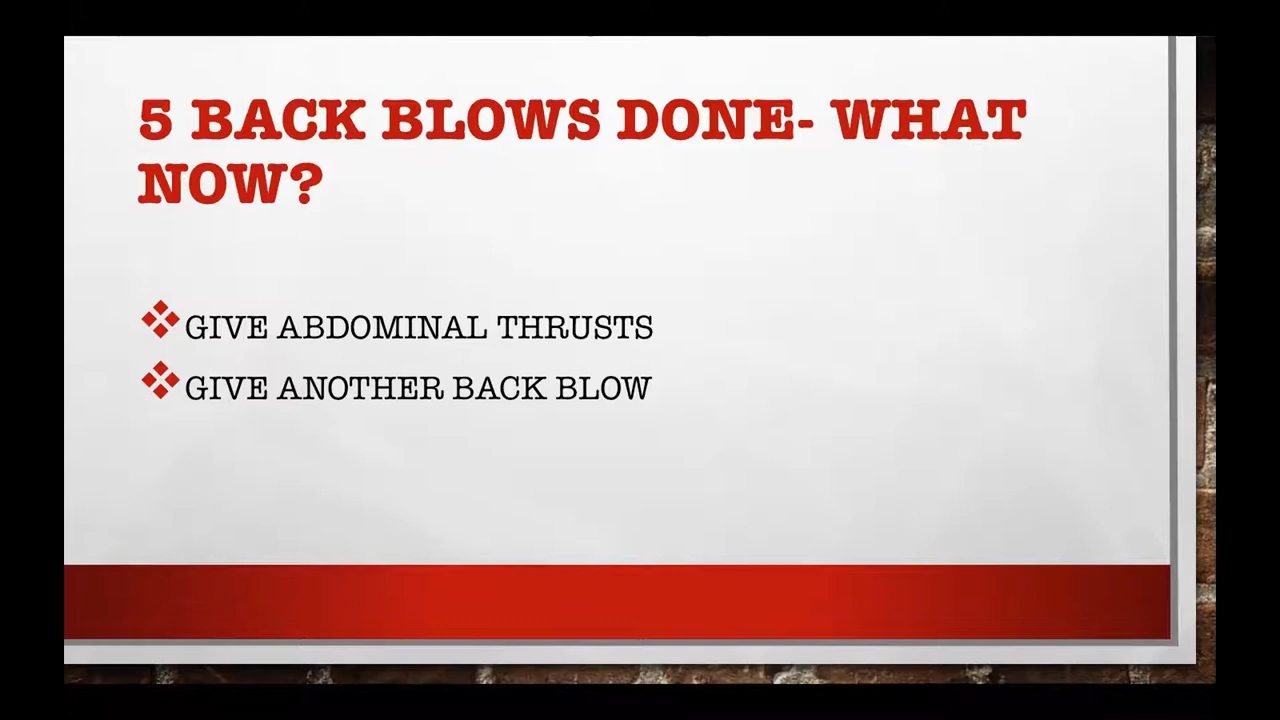 5 BACK BLOWS DONE- WHAT
NOW?
GIVE ABDOMINAL THRUSTS
GIVE ANOTHER BACK BLOW